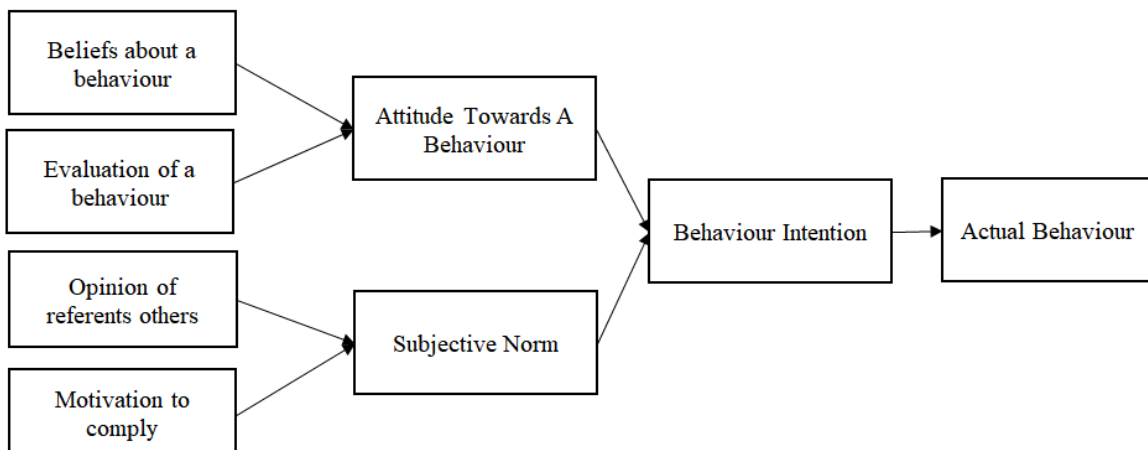 Beliefs about a
behaviour
Evaluation of a
behaviour
Opinion of
referents others
Motivation to
comply
Attitude Towards A
Behaviour
Subjective Norm
Behaviour Intention
Actual Behaviour